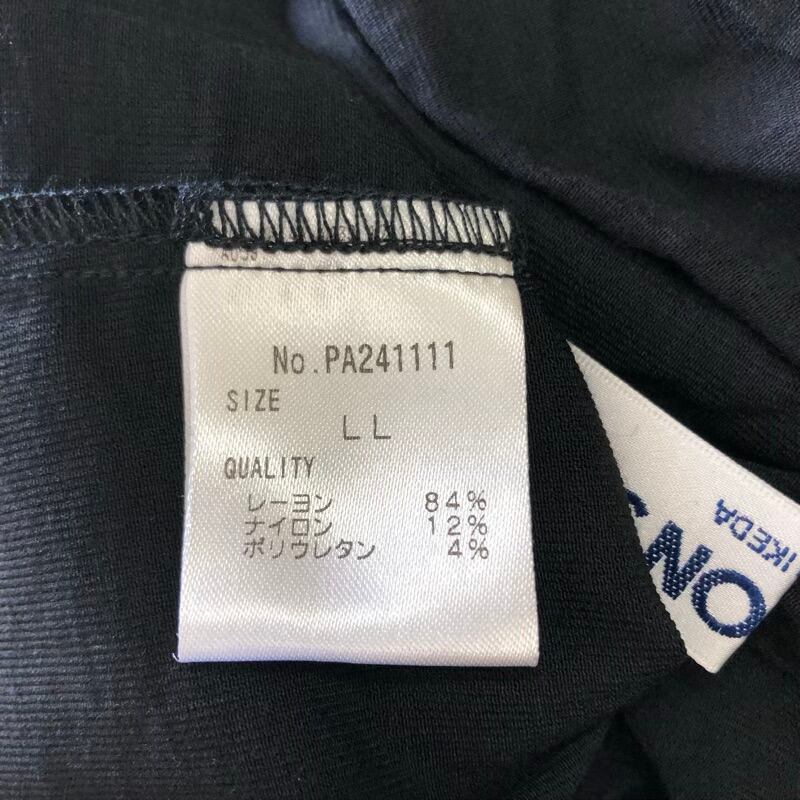 No.PA241111
SIZE
LL
QUALITY
レーヨン 84%
ナイロン 12%
ポリウレタン 4%
ON
IKEDA